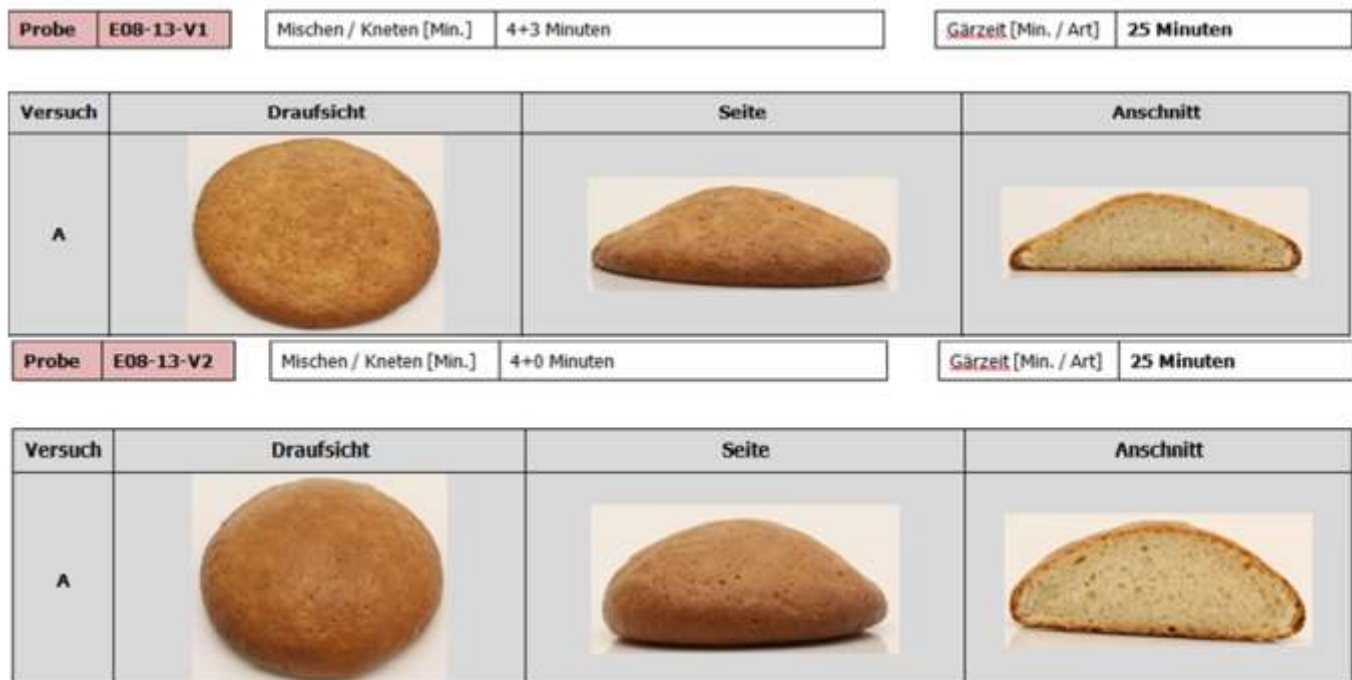 Probe E08-13-V1 Mischen / Kneten [Min.] 4+3 Minuten Gärzeit [Min. / Art] 25 Minuten
Versuch Draufsicht Seite Anschnitt
A
Probe E08-13-V2 Mischen / Kneten [Min.] 4+0 Minuten Gärzeit [Min. / Art] 25 Minuten
Versuch Draufsicht Seite Anschnitt
A